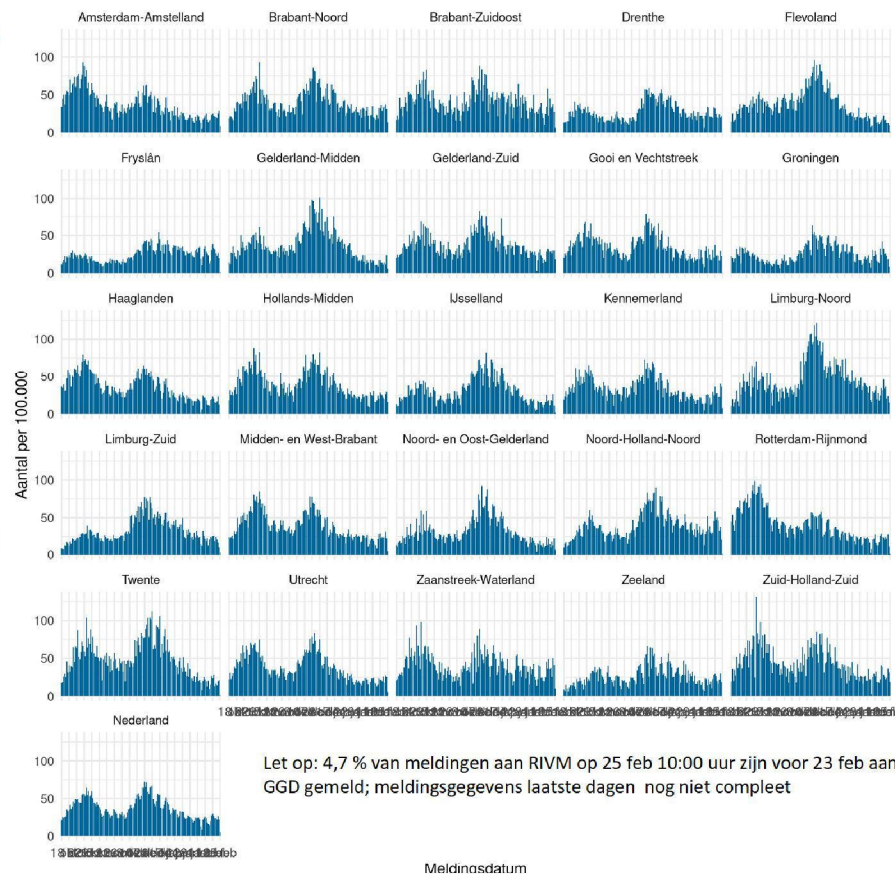 Amsterdam-Amstelland Brabant-Noord Brabant-Zuidoost Drenthe Flevoland
100
50
0
Fryslân Gelderland-Midden Gelderland-Zuid Gooi en Vechtstreek Groningen
100
50
0
Haaglanden Hollands-Midden IJsselland Kennemerland Limburg-Noord
100
50
0
Aantal per 100.000
Limburg-Zuid Midden- en West-Brabant Noord- en Oost-Gelderland Noord-Holland-Noord Rotterdam-Rijnmond
100
50
0
Twente Utrecht Zaanstreek-Waterland Zeeland Zuid-Holland-Zuid
100
50
0
Nederland
100
50
0
Let op: 4,7 % van meldingen aan RIVM op 25 feb 10:00 uur zijn voor 23 feb aan
GGD gemeld; meldingsgegevens laatste dagen nog niet compleet
Meldingsdatum